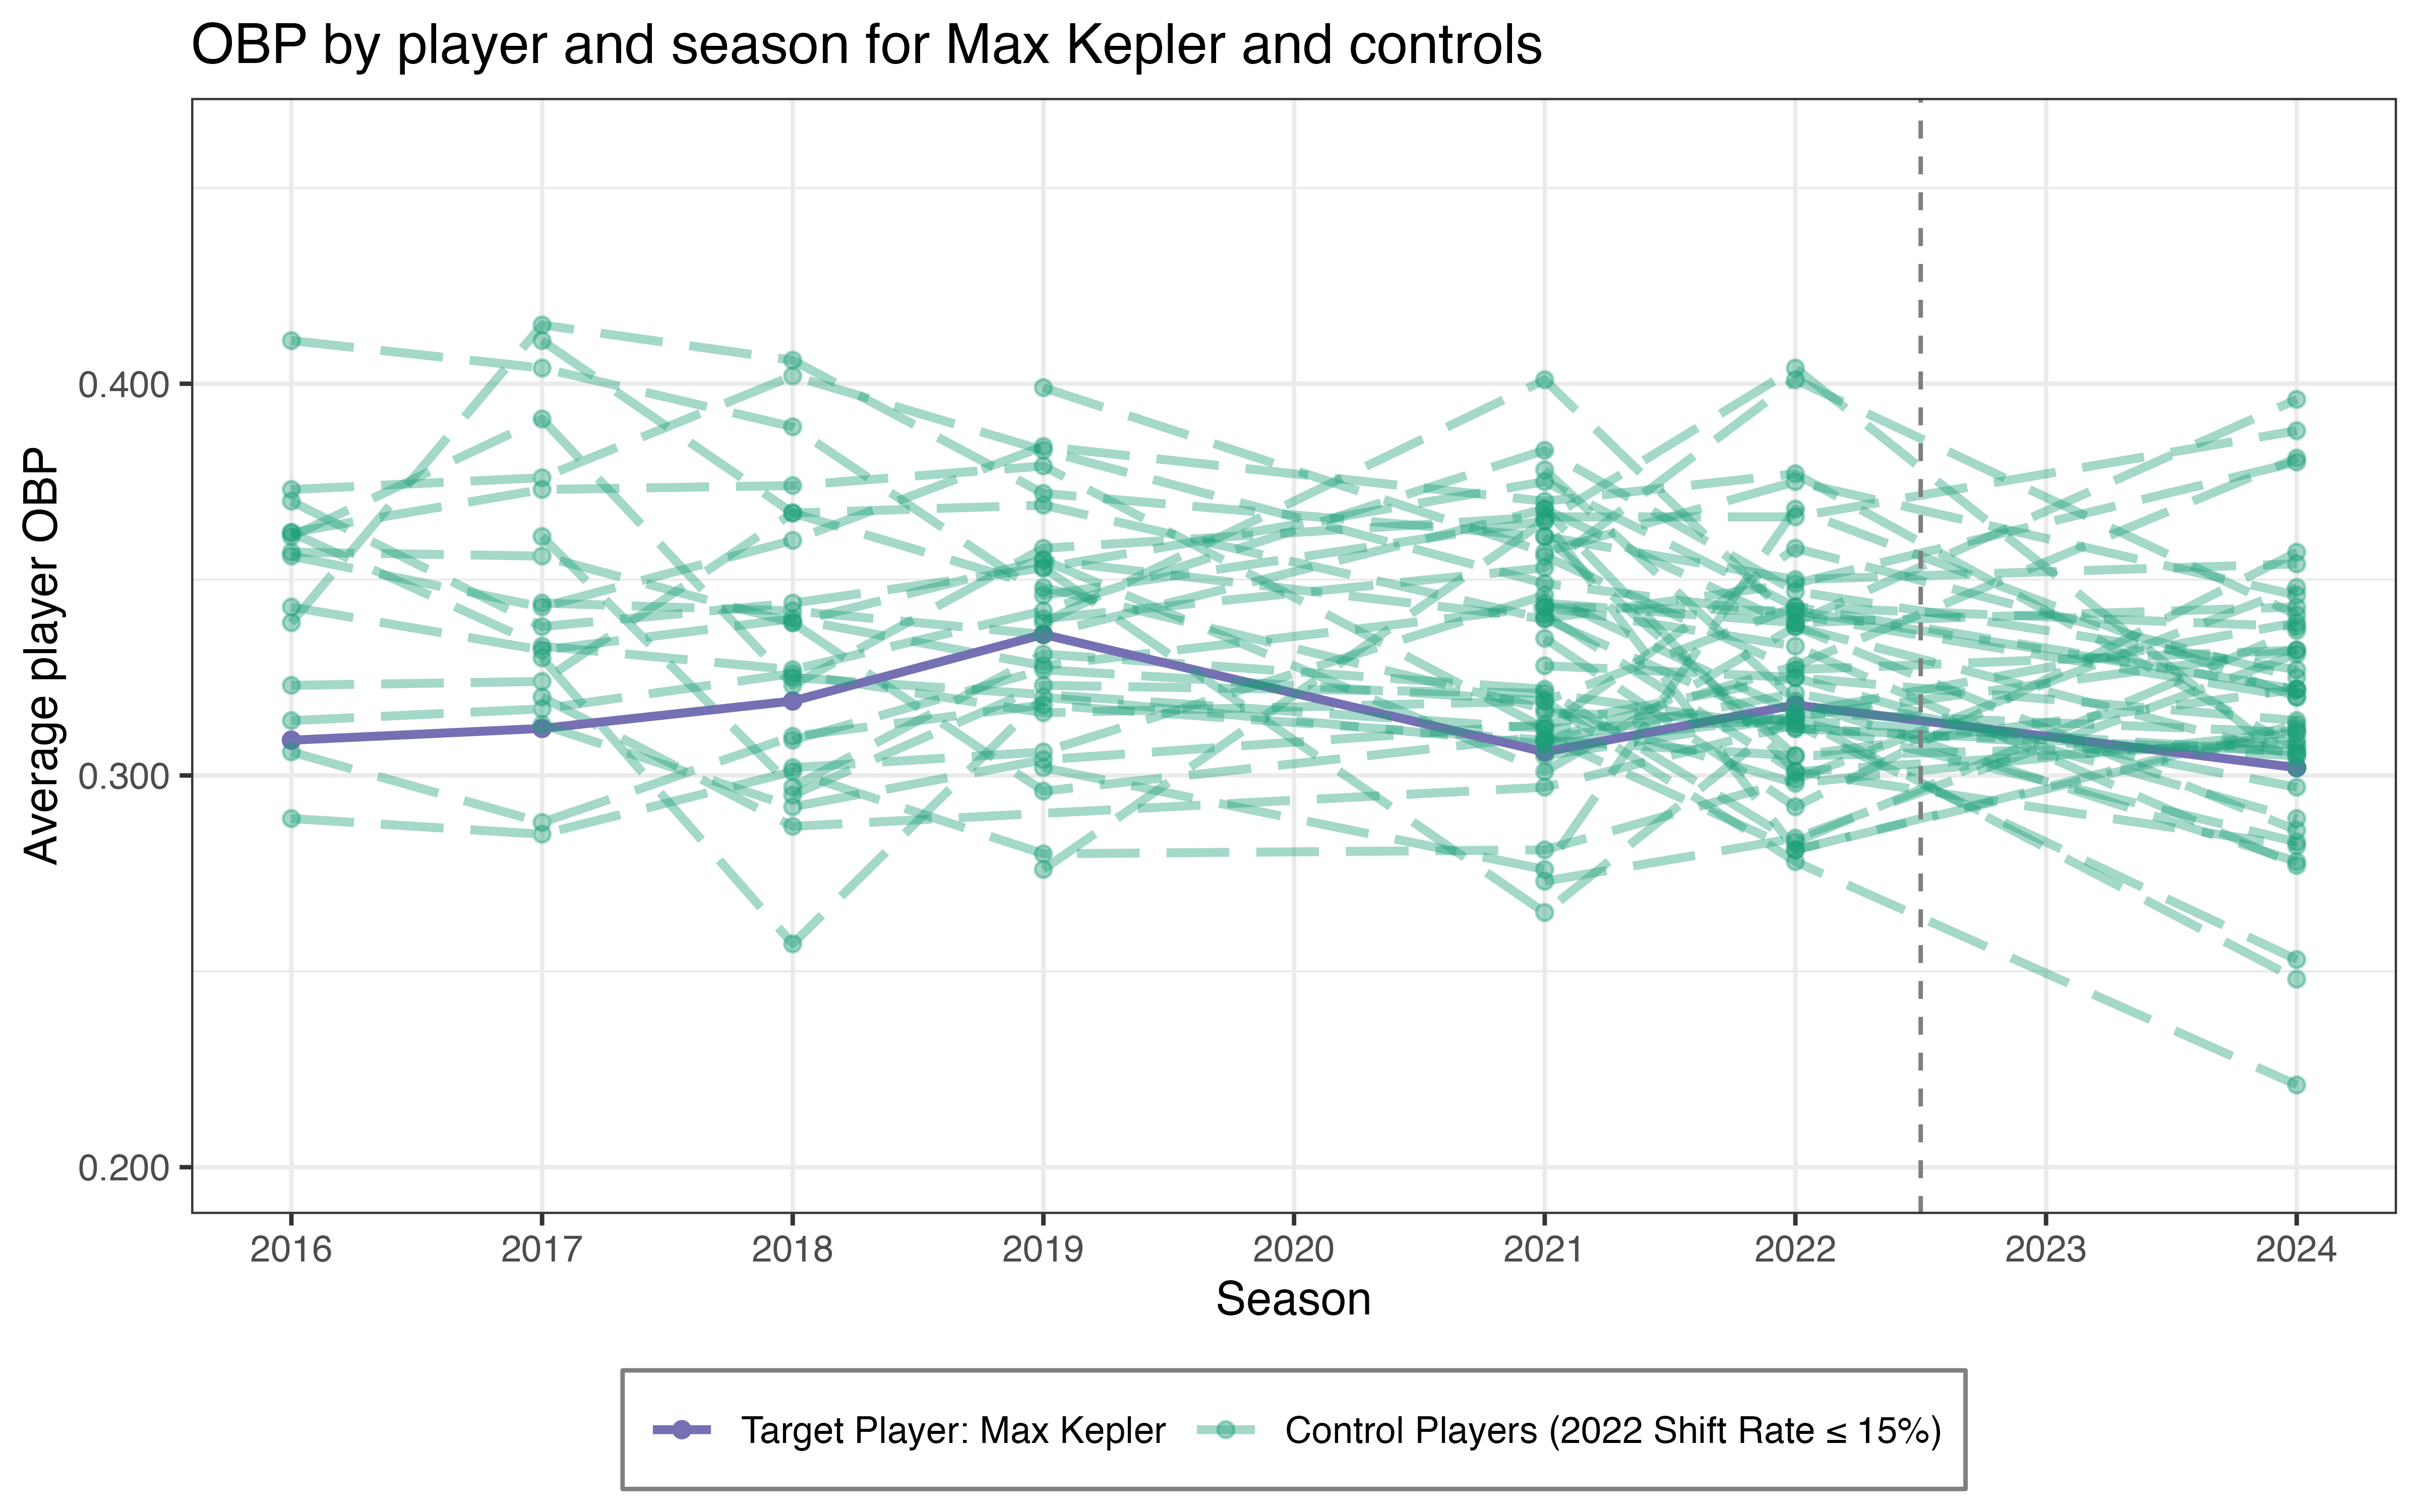 OBP by player and season for Max Kepler and controls
Average player OBP
0.400
0.300
0.200
2016 2017 2018 2019 2020 2021 2022 2023 2024
Season
Target Player: Max Kepler Control Players (2022 Shift Rate ≤ 15%)